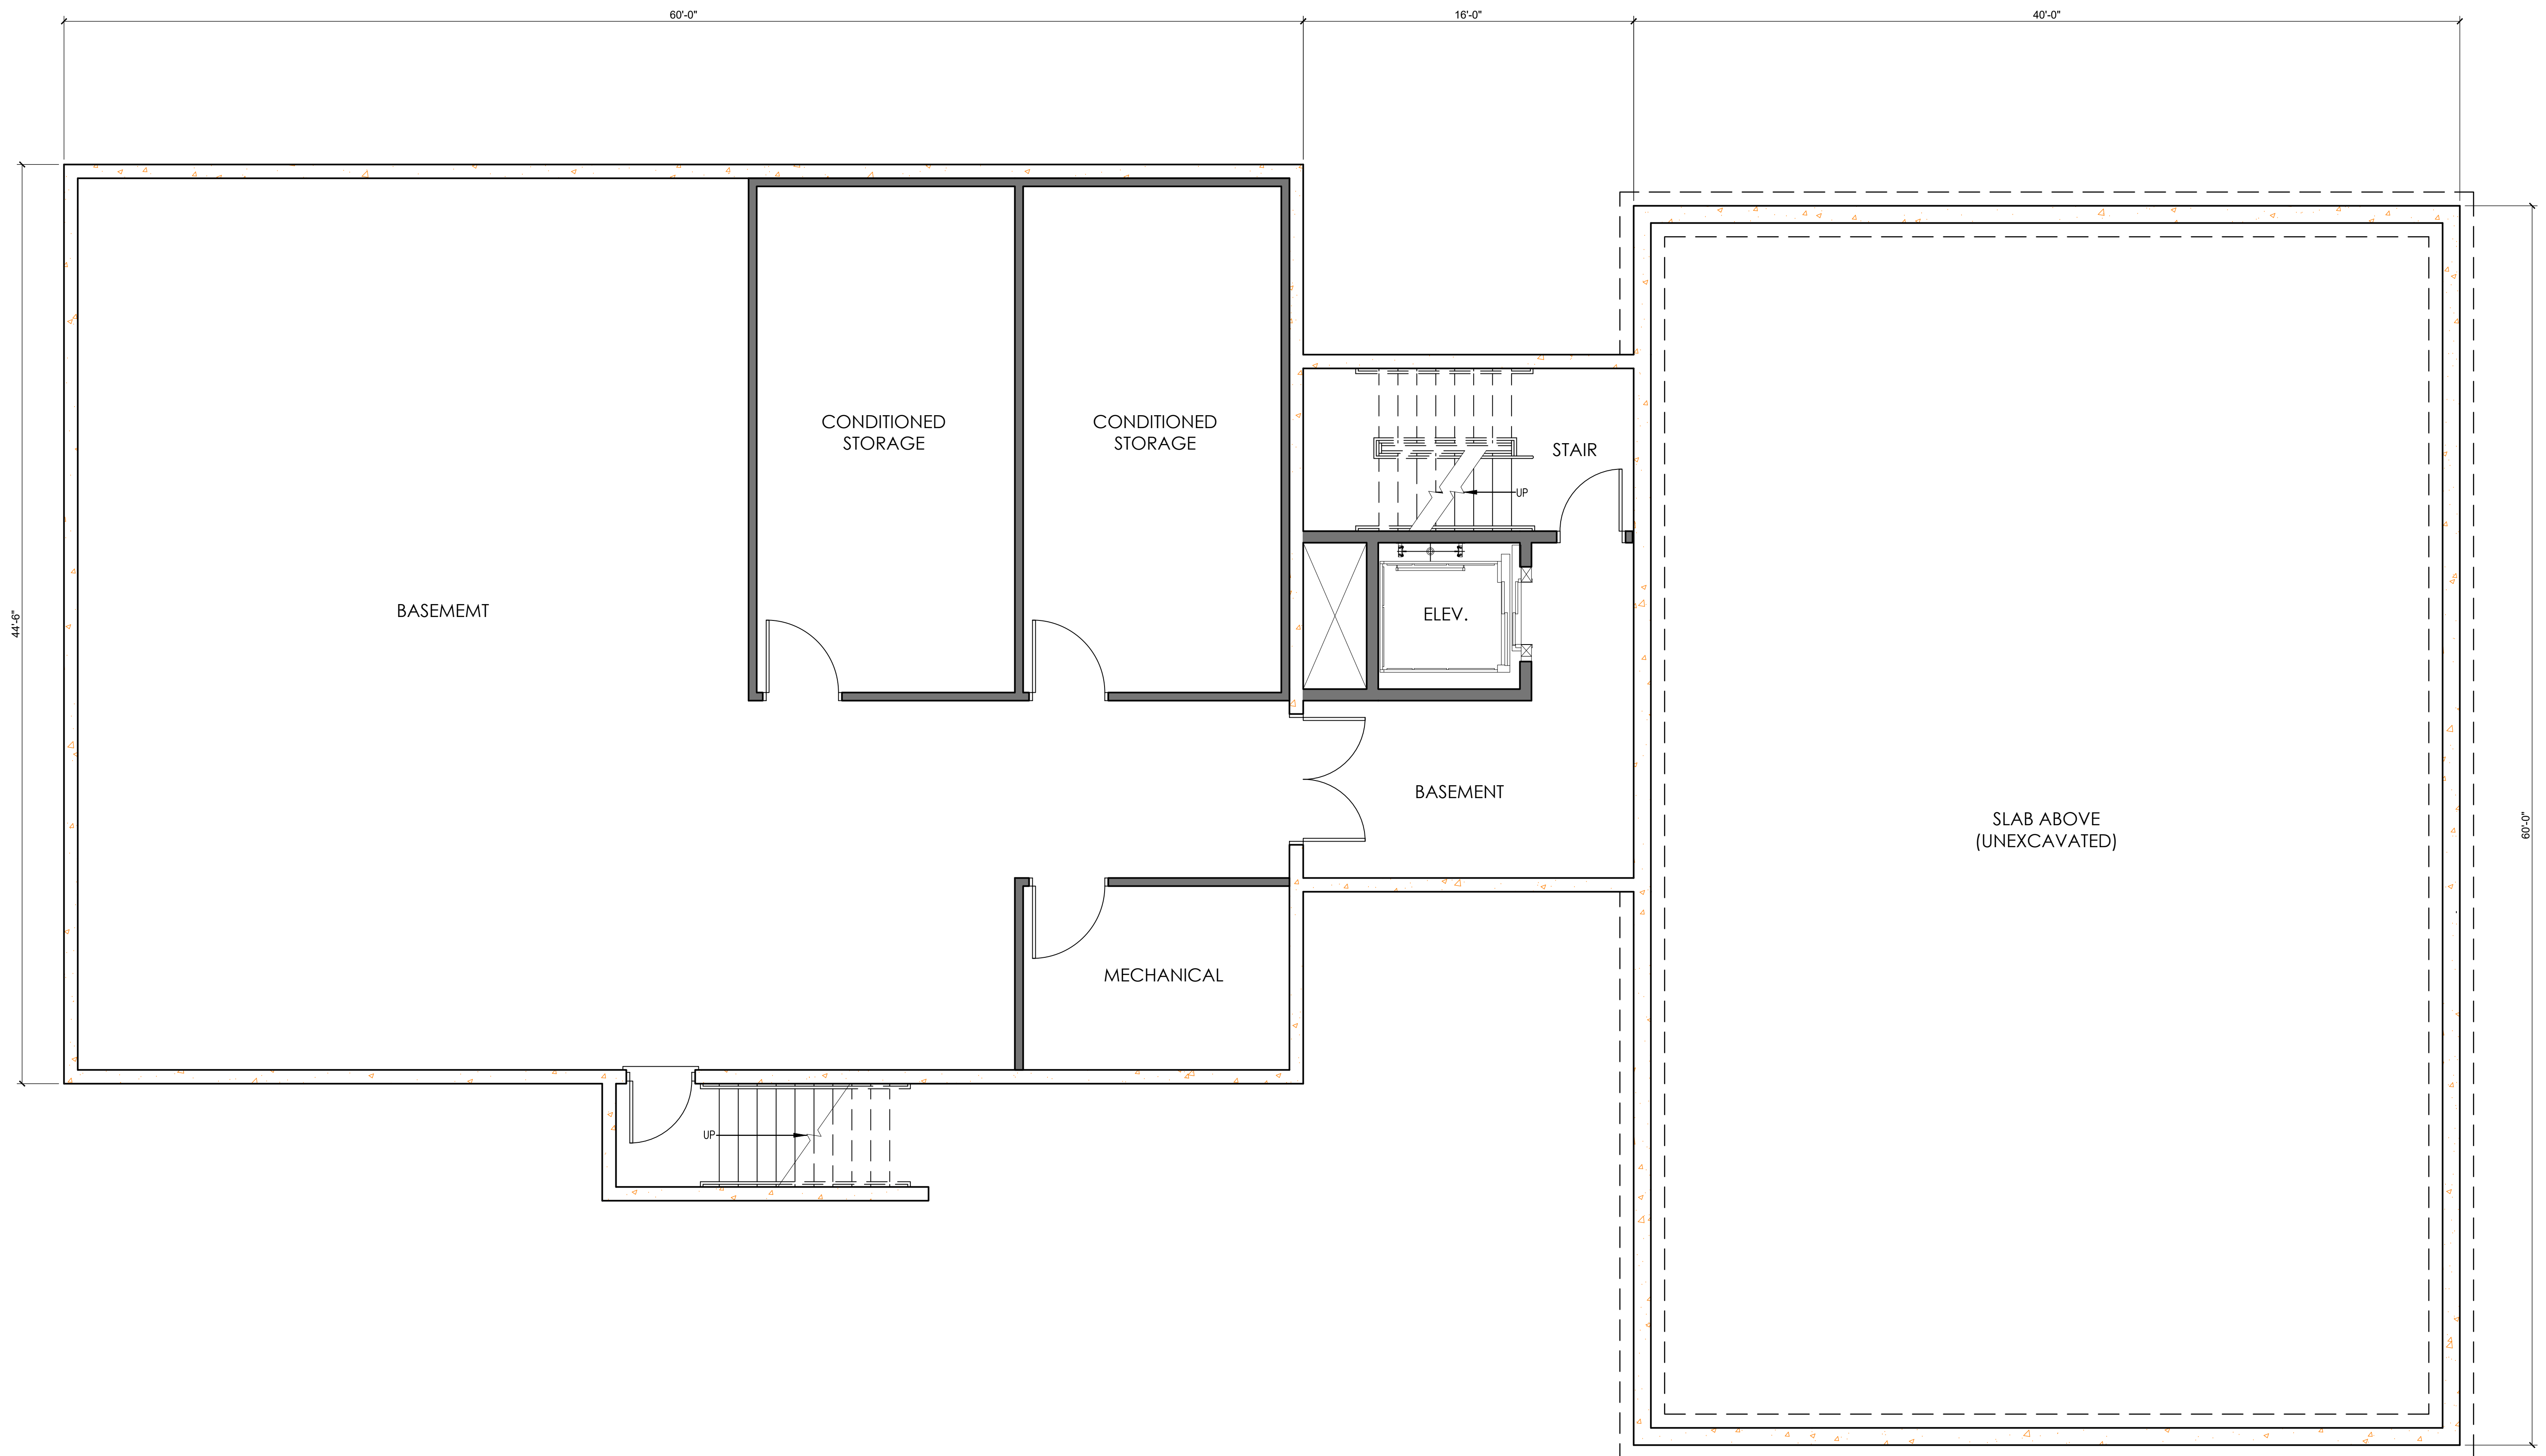 60'-0"
16'-0"
40'-0"
CONDITIONED
STORAGE
CONDITIONED
STORAGE
STAIR
UP
BASEMEMT
ELEV.
44'-6"
BASEMENT
SLAB ABOVE
(UNEXCAVATED)
60'-0"
MECHANICAL
UP